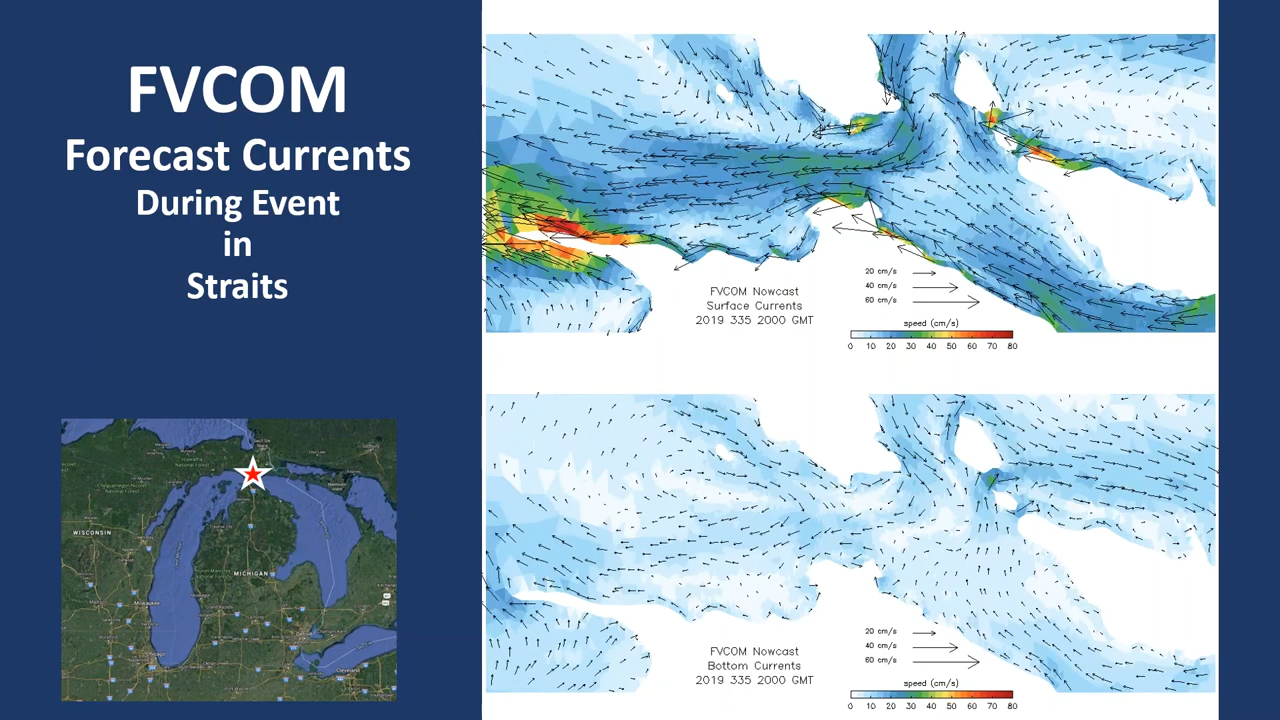 FVCOM
Forecast Currents
During Event
in
Straits
WISCONSIN
MICHIGAN
Milwaukee
Chicago
Cleveland
20 cm/s
40 cm/s
60 cm/s
FVCOM Nowcast
Surface Currents
2019 335 2000 GMT
speed (cm/s)
0 10 20 30 40 50 60 70 80
20 cm/s
40 cm/s
60 cm/s
FVCOM Nowcast
Bottom Currents
2019 335 2000 GMT
speed (cm/s)
0 10 20 30 40 50 60 70 80